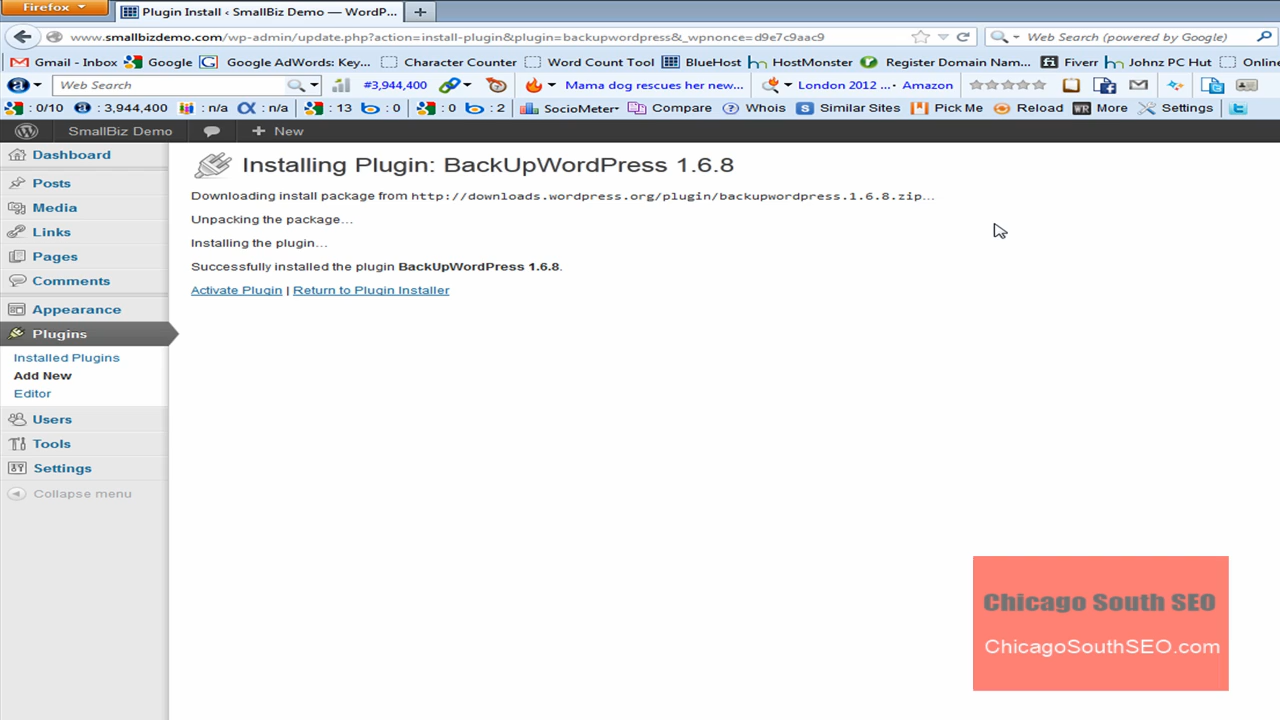 Firefox
Plugin Install ‹ SmallBiz Demo — WordP...
www.smallbizdemo.com/wp-admin/update.php?action=install-plugin&plugin=backupwordpress&_wpnonce=d9e7c9aac9
Web Search (powered by Google)
Gmail - Inbox Google Google AdWords: Key... Character Counter Word Count Tool BlueHost HostMonster Register Domain Nam... Fiverr Johnz PC Hut Online
Web Search #3,944,400 Mama dog rescues her new... London 2012 ... Amazon
: 0/10 : 3,944,400 : n/a : n/a : 13 : 0 : 0 : 2 SocioMeter Compare Whois Similar Sites Pick Me Reload WR More Settings
SmallBiz Demo + New
Dashboard
Posts
Media
Links
Pages
Comments
Appearance
Plugins
Installed Plugins
Add New
Editor
Users
Tools
Settings
Collapse menu
Installing Plugin: BackUpWordPress 1.6.8
Downloading install package from http://downloads.wordpress.org/plugin/backupwordpress.1.6.8.zip…
Unpacking the package…
Installing the plugin…
Successfully installed the plugin BackUpWordPress 1.6.8.
Activate Plugin | Return to Plugin Installer
Chicago South SEO
ChicagoSouthSEO.com